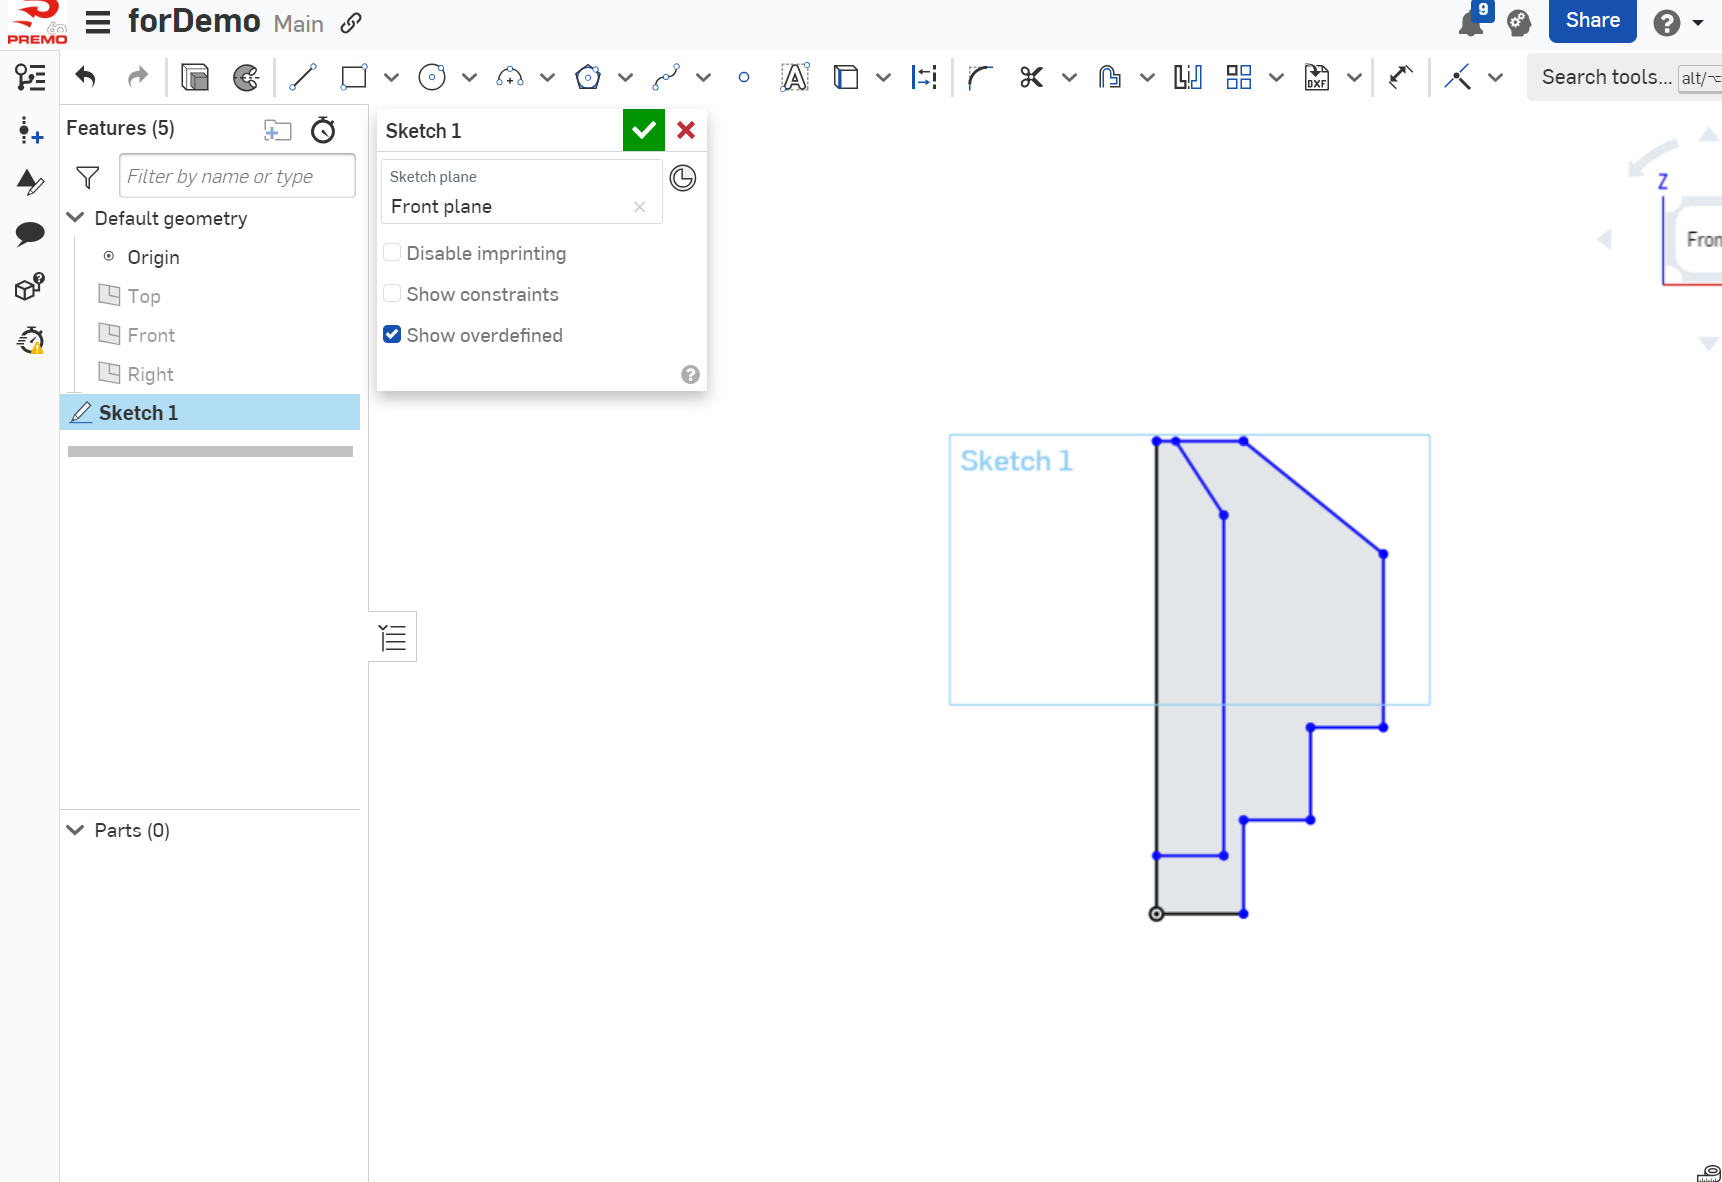 PREMO
60
forDemo Main
9
Share
?
DXF
Search tools... alt/⌥
Features (5)
Filter by name or type
Default geometry
Origin
Top
Front
Right
Sketch 1
Parts (0)
Sketch 1
Sketch plane
Front plane
Disable imprinting
Show constraints
Show overdefined
?
Sketch 1
Z
Fron